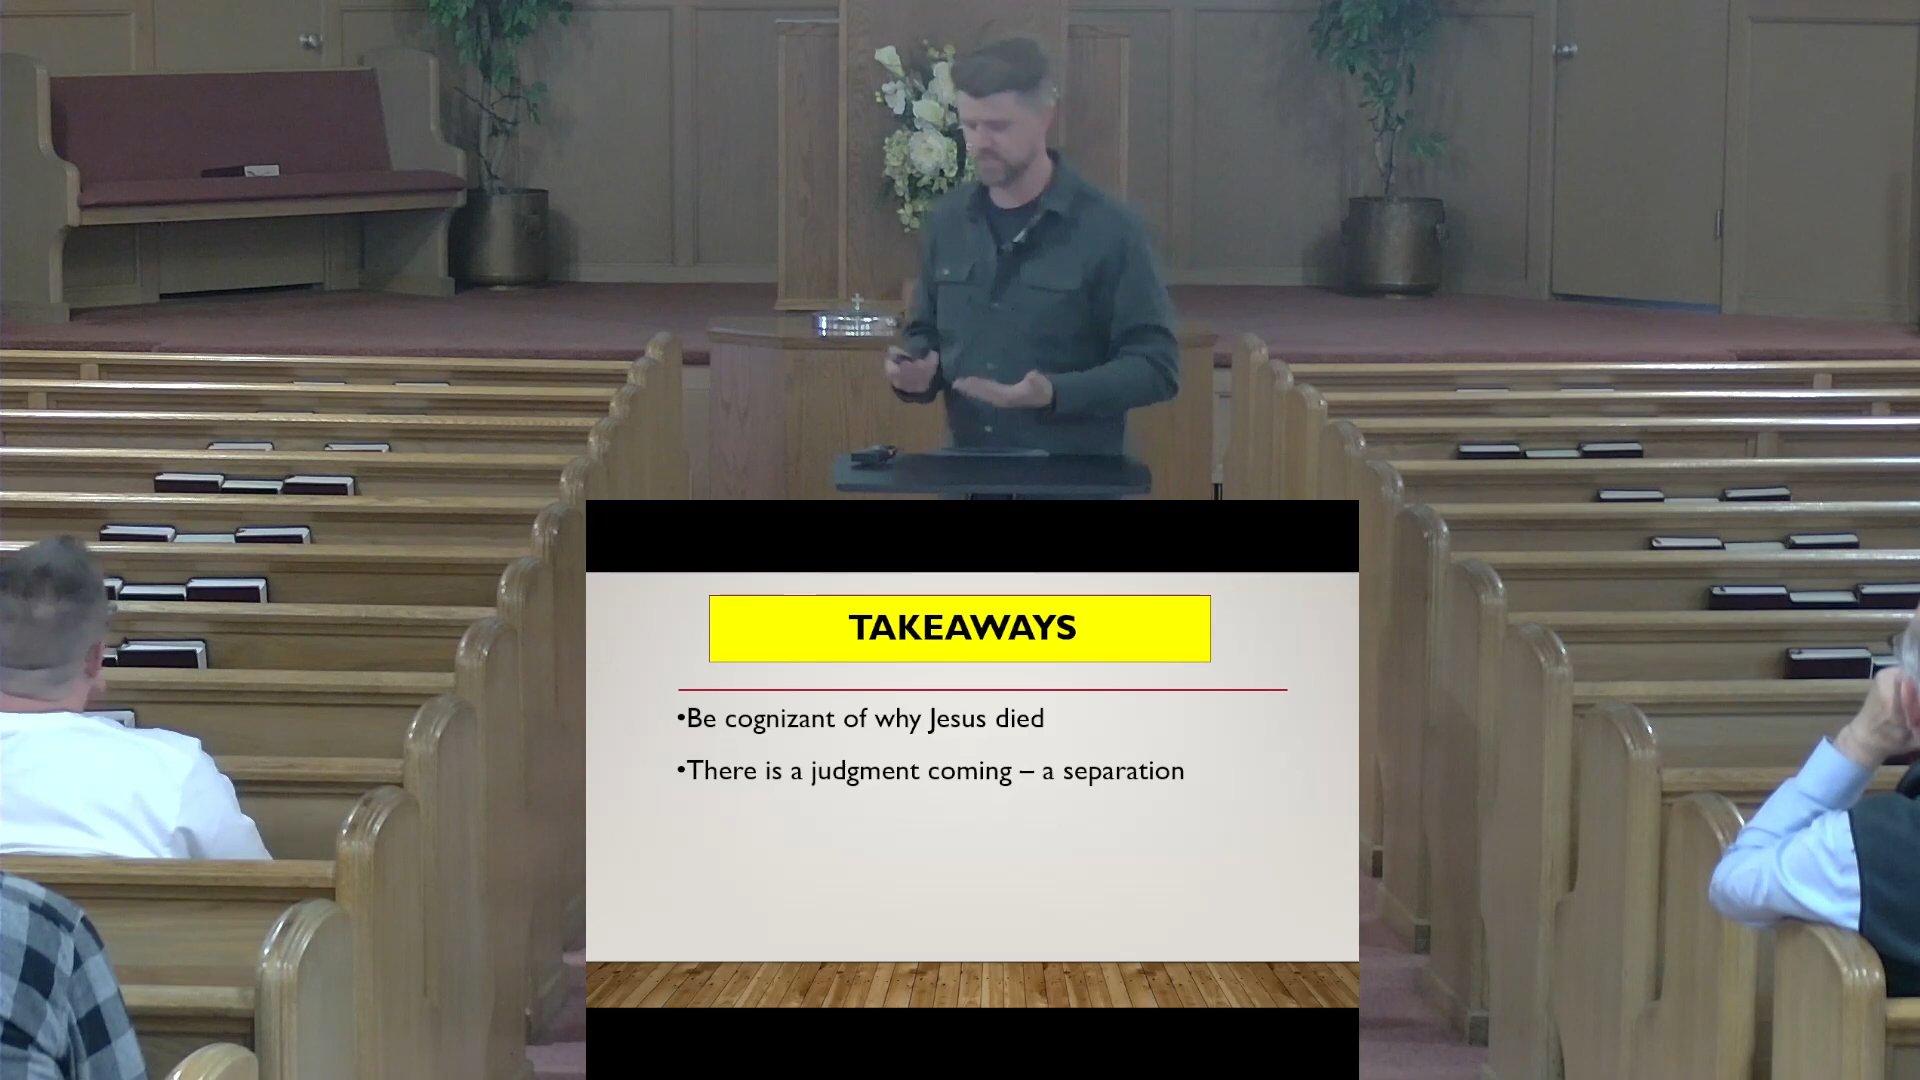 TAKEAWAYS
•Be cognizant of why Jesus died
•There is a judgment coming – a separation